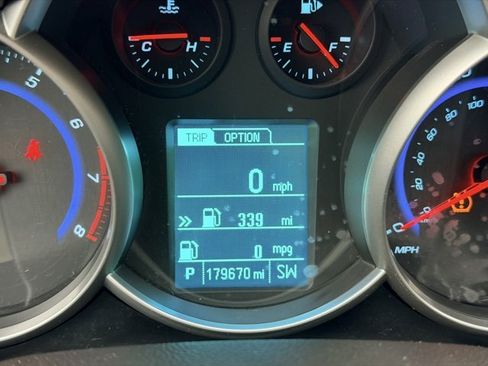 C H
E F
TRIP OPTION
0 mph
» 339 mi
0 mpg
P 179670 mi SW
5
6
7
8
0
20
40
60
80
100
MPH